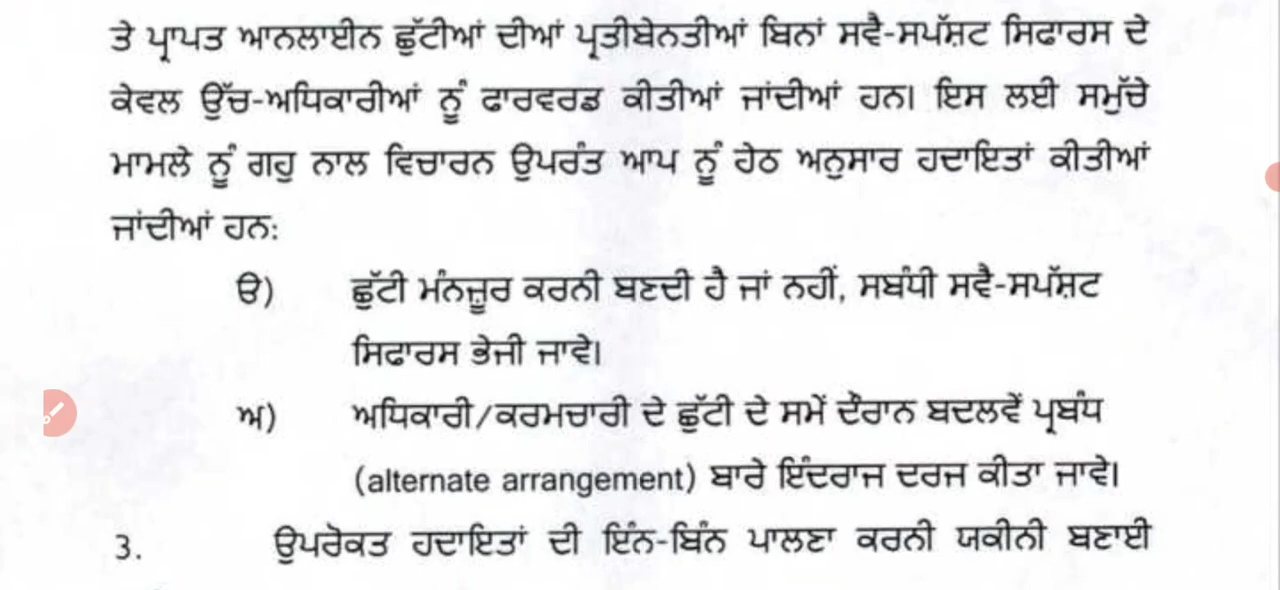 ਤੇ ਪ੍ਰਾਪਤ ਆਨਲਾਈਨ ਛੁੱਟੀਆਂ ਦੀਆਂ ਪ੍ਰਤੀਬੇਨਤੀਆਂ ਬਿਨਾਂ ਸਵੈ-ਸਪੱਸ਼ਟ ਸਿਫਾਰਸ ਦੇ
ਕੇਵਲ ਉੱਚ-ਅਧਿਕਾਰੀਆਂ ਨੂੰ ਫਾਰਵਰਡ ਕੀਤੀਆਂ ਜਾਂਦੀਆਂ ਹਨ। ਇਸ ਲਈ ਸਮੁੱਚੇ
ਮਾਮਲੇ ਨੂੰ ਗਹੁ ਨਾਲ ਵਿਚਾਰਨ ਉਪਰੰਤ ਆਪ ਨੂੰ ਹੇਠ ਅਨੁਸਾਰ ਹਦਾਇਤਾਂ ਕੀਤੀਆਂ
ਜਾਂਦੀਆਂ ਹਨ:
ੳ) ਛੁੱਟੀ ਮੰਨਜ਼ੂਰ ਕਰਨੀ ਬਣਦੀ ਹੈ ਜਾਂ ਨਹੀਂ, ਸਬੰਧੀ ਸਵੈ-ਸਪੱਸ਼ਟ
ਸਿਫਾਰਸ ਭੇਜੀ ਜਾਵੇ।
ਅ) ਅਧਿਕਾਰੀ/ਕਰਮਚਾਰੀ ਦੇ ਛੁੱਟੀ ਦੇ ਸਮੇਂ ਦੌਰਾਨ ਬਦਲਵੇਂ ਪ੍ਰਬੰਧ
(alternate arrangement) ਬਾਰੇ ਇੰਦਰਾਜ ਦਰਜ ਕੀਤਾ ਜਾਵੇ।
3. ਉਪਰੋਕਤ ਹਦਾਇਤਾਂ ਦੀ ਇੰਨ-ਬਿੰਨ ਪਾਲਣਾ ਕਰਨੀ ਯਕੀਨੀ ਬਣਾਈ